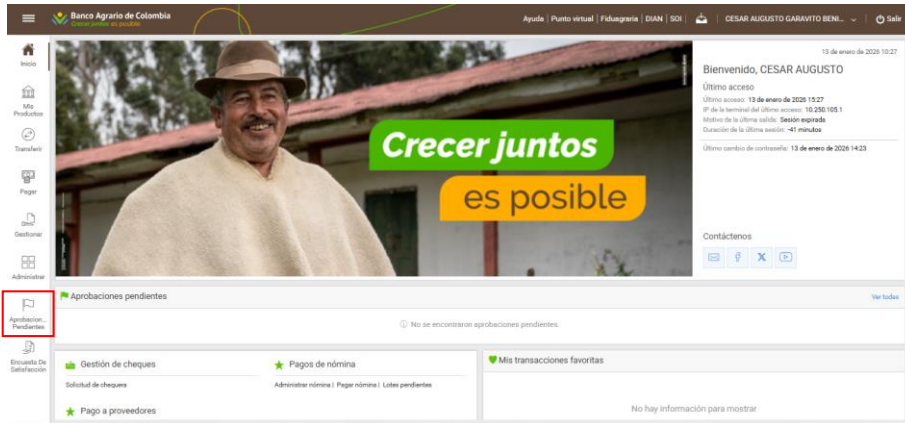 Banco Agrario de Colombia
Crecer juntos es posible
Ayuda | Punto virtual | Fiduagraria | DIAN | SOI |
CESAR AUGUSTO GARAVITO BENI...
Salir
Inicio
Mis
Productos
Transferir
Pagar
Gestionar
Administrar
Aprobacion...
Pendientes
Encuesta De
Satisfacción
Crecer juntos
es posible
13 de enero de 2026 10:27
Bienvenido, CESAR AUGUSTO
Último acceso
Último acceso: 13 de enero de 2026 15:27
IP de la terminal del último acceso: 10.250.105.1
Motivo de la última salida: Sesión expirada
Duración de la última sesión: -41 minutos
Último cambio de contraseña: 13 de enero de 2026 14:23
Contáctenos
Aprobaciones pendientes
Ver todas
No se encontraron aprobaciones pendientes.
Gestión de cheques
Solicitud de chequera
Pagos de nómina
Administrar nómina | Pagar nómina | Lotes pendientes
Pago a proveedores
Mis transacciones favoritas
No hay información para mostrar